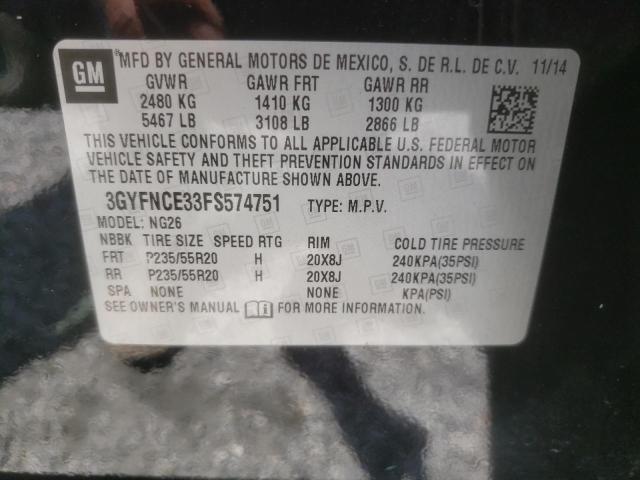 GM
MFD BY GENERAL MOTORS DE MEXICO, S. DE R.L. DE C.V. 11/14
GVWR GAWR FRT GAWR RR
2480 KG 1410 KG 1300 KG
5467 LB 3108 LB 2866 LB
THIS VEHICLE CONFORMS TO ALL APPLICABLE U.S. FEDERAL MOTOR
VEHICLE SAFETY AND THEFT PREVENTION STANDARDS IN EFFECT ON
THE DATE OF MANUFACTURE SHOWN ABOVE.
3GYFNCE33FS574751 TYPE: M.P.V.
MODEL: NG26
NBBK TIRE SIZE SPEED RTG RIM COLD TIRE PRESSURE
FRT P235/55R20 H 20X8J 240KPA(35PSI)
RR P235/55R20 H 20X8J 240KPA(35PSI)
SPA NONE NONE KPA(PSI)
SEE OWNER'S MANUAL FOR MORE INFORMATION.